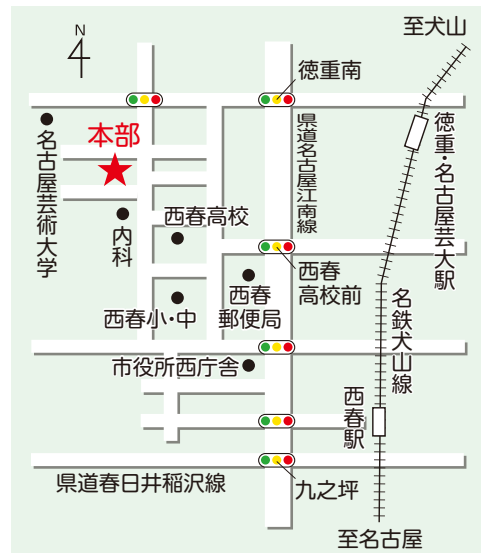 N
至犬山
徳重南
本部
名古屋芸術大学
県道名古屋江南線
徳重・名古屋芸大駅
内科
西春高校
西春
高校前
西春
郵便局
西春小・中
名鉄犬山線
市役所西庁舎
西春駅
県道春日井稲沢線
九之坪
至名古屋